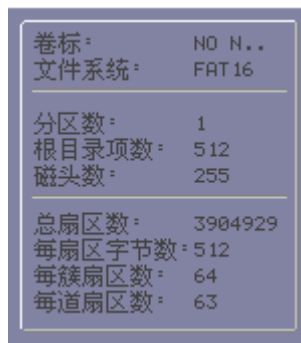 卷标: NO N..
文件系统: FAT16
分区数: 1
根目录项数: 512
磁头数: 255
总扇区数: 3904929
每扇区字节数: 512
每簇扇区数: 64
每道扇区数: 63